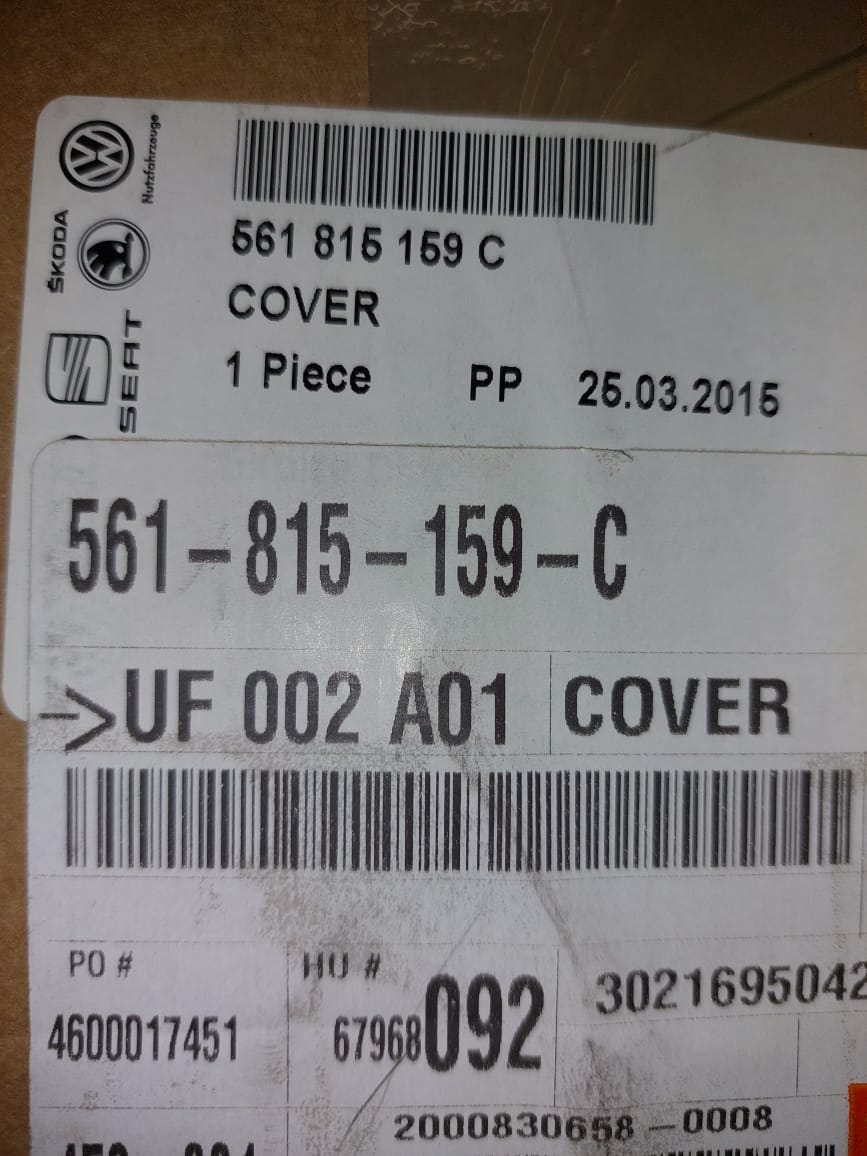 Nutzfahrzeuge
ŠKODA
SEAT
561 815 159 C
COVER
1 Piece PP 25.03.2015
561-815-159-C
>UF 002 A01 COVER
PO # HU #
4600017451 67968092 3021695042
2000830658-0008